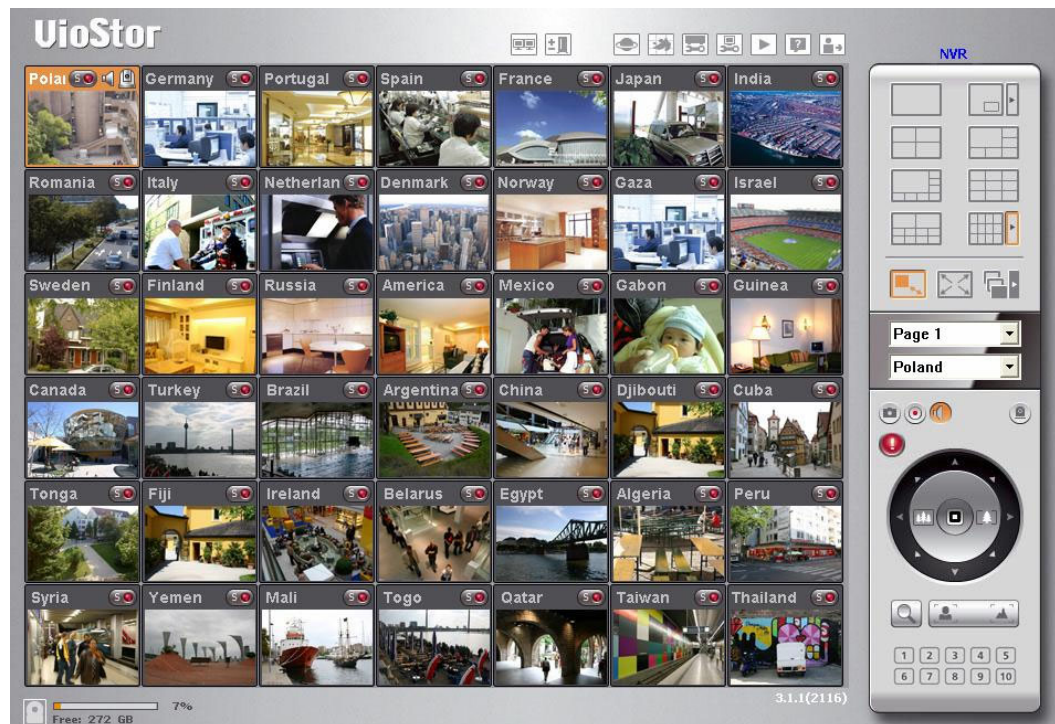 VioStor
NVR
Polar
Germany
Portugal
Spain
France
Japan
India
Romania
Italy
Netherlan
Denmark
Norway
Gaza
Israel
Sweden
Finland
Russia
America
Mexico
Gabon
Guinea
Canada
Turkey
Brazil
Argentina
China
Djibouti
Cuba
Tonga
Fiji
Ireland
Belarus
Egypt
Algeria
Peru
Syria
Yemen
Mali
Togo
Qatar
Taiwan
Thailand
Page 1
Poland
1 2 3 4 5
6 7 8 9 10
3.1.1(2116)
7%
Free: 272 GB